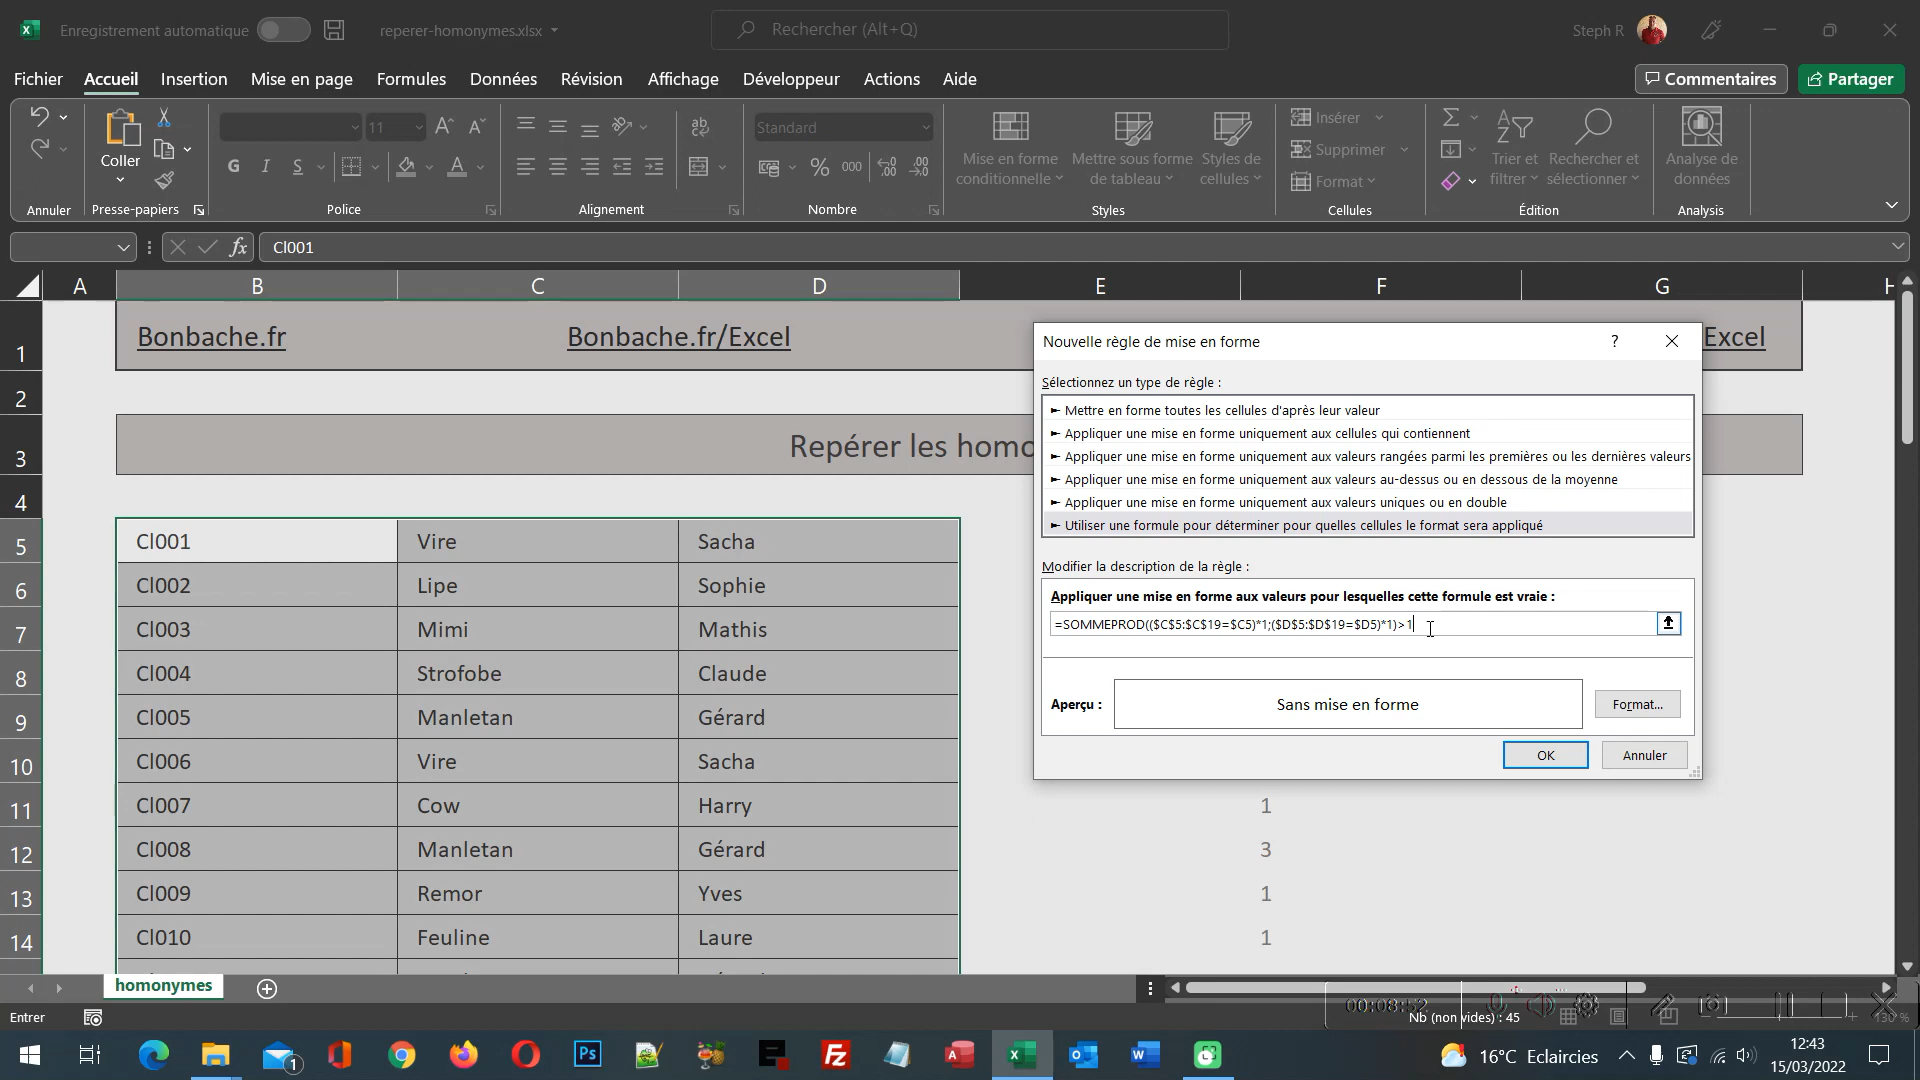 Enregistrement automatique
reperer-homonymes.xlsx
Rechercher (Alt+Q)
Steph R
Fichier Accueil Insertion Mise en page Formules Données Révision Affichage Développeur Actions Aide
Commentaires Partager
Coller
11
Standard
Mise en forme conditionnelle
Mettre sous forme de tableau
Styles de cellules
Insérer
Supprimer
Format
Trier et filtrer
Rechercher et sélectionner
Analyse de données
G I S
% 000
Annuler Presse-papiers Police Alignement Nombre Styles Cellules Édition Analysis
fx Cl001
A B C D E F G H
1 Bonbache.fr Bonbache.fr/Excel Excel
2
3 Repérer les homo
4
5 Cl001 Vire Sacha
6 Cl002 Lipe Sophie
7 Cl003 Mimi Mathis
8 Cl004 Strofobe Claude
9 Cl005 Manletan Gérard
10 Cl006 Vire Sacha
11 Cl007 Cow Harry 1
12 Cl008 Manletan Gérard 3
13 Cl009 Remor Yves 1
14 Cl010 Feuline Laure 1
Nouvelle règle de mise en forme ?
Sélectionnez un type de règle :
► Mettre en forme toutes les cellules d'après leur valeur
► Appliquer une mise en forme uniquement aux cellules qui contiennent
► Appliquer une mise en forme uniquement aux valeurs rangées parmi les premières ou les dernières valeurs
► Appliquer une mise en forme uniquement aux valeurs au-dessus ou en dessous de la moyenne
► Appliquer une mise en forme uniquement aux valeurs uniques ou en double
► Utiliser une formule pour déterminer pour quelles cellules le format sera appliqué
Modifier la description de la règle :
Appliquer une mise en forme aux valeurs pour lesquelles cette formule est vraie :
=SOMMEPROD(($C$5:$C$19=$C5)*1;($D$5:$D$19=$D5)*1)>1
Aperçu : Sans mise en forme Format...
OK Annuler
homonymes
00:08:52
Entrer
Nb (non vides) : 45
130 %
1
16°C Eclaircies
12:43
15/03/2022